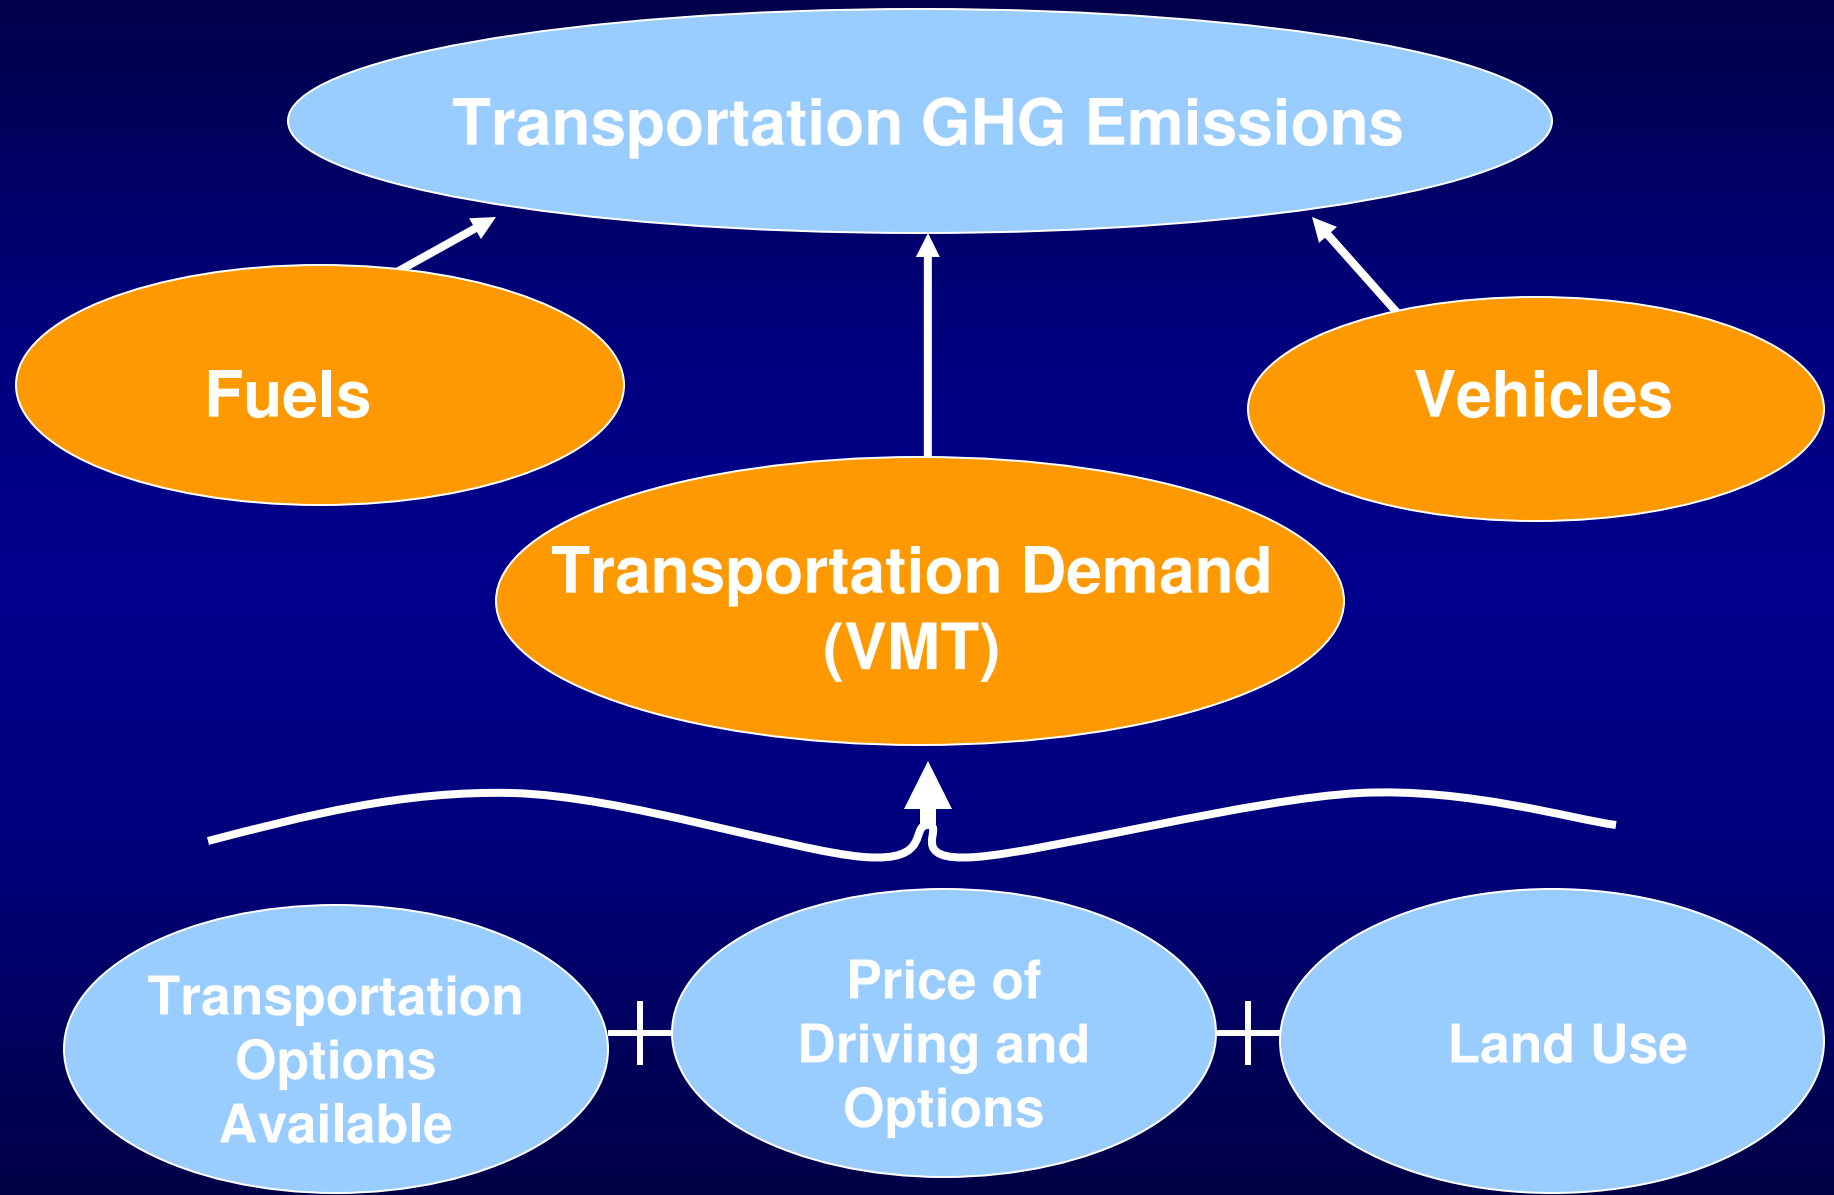 Transportation GHG Emissions
Fuels
Vehicles
Transportation Demand
(VMT)
Transportation
Options
Available
+
Price of
Driving and
Options
+
Land Use